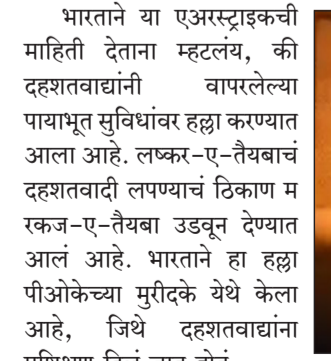 भारताने या एअरस्ट्राइकची
माहिती देताना म्हटलंय, की
दहशतवाद्यांनी वापरलेल्या
पायाभूत सुविधांवर हल्ला करण्यात
आला आहे. लष्कर-ए-तैयबाचं
दहशतवादी लपण्याचं ठिकाण म
रकज-ए-तैयबा उडवून देण्यात
आलं आहे. भारताने हा हल्ला
पीओकेच्या मुरीदके येथे केला
आहे, जिथे दहशतवाद्यांना